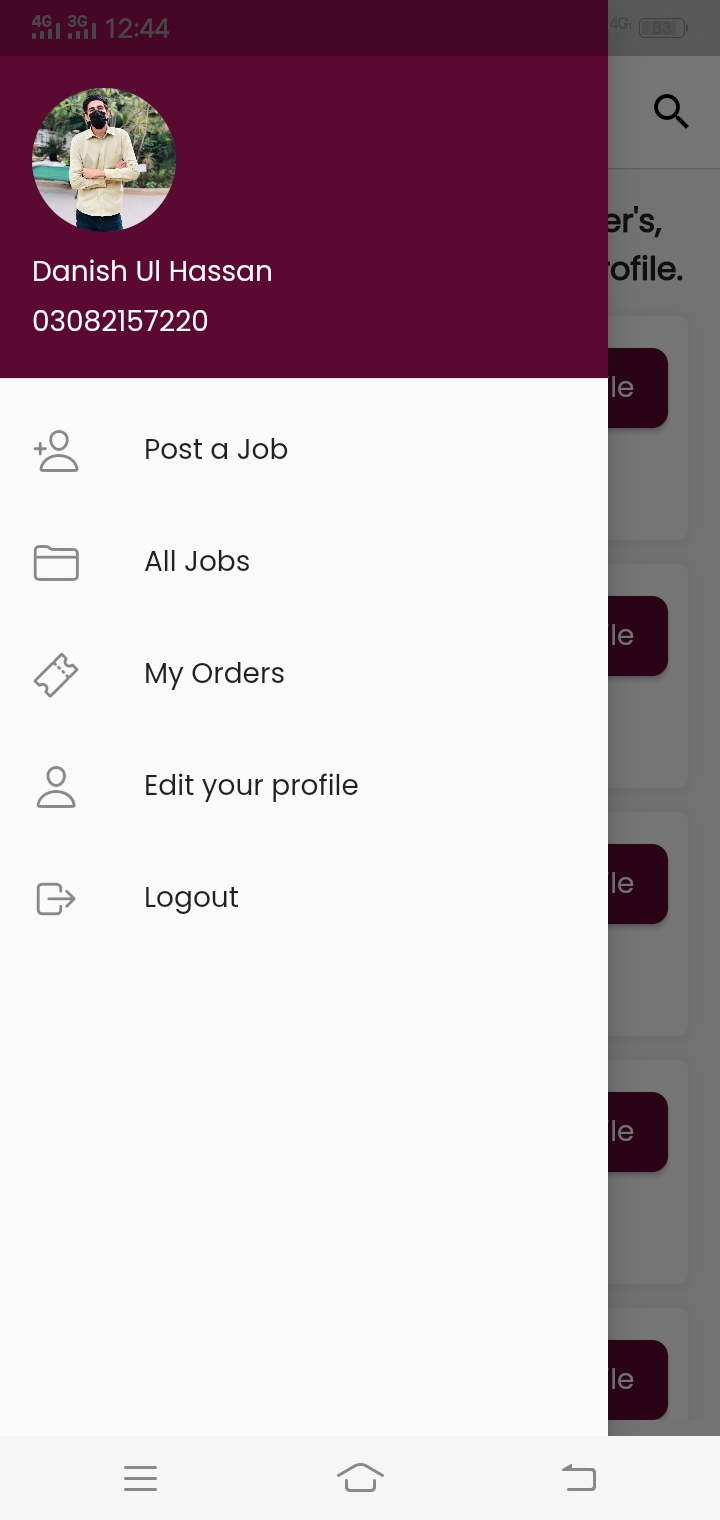 4G 3G 12:44 4G 83
er's,
rofile.
Danish Ul Hassan
03082157220
le
Post a Job
All Jobs
le
My Orders
Edit your profile
le
Logout
le
le